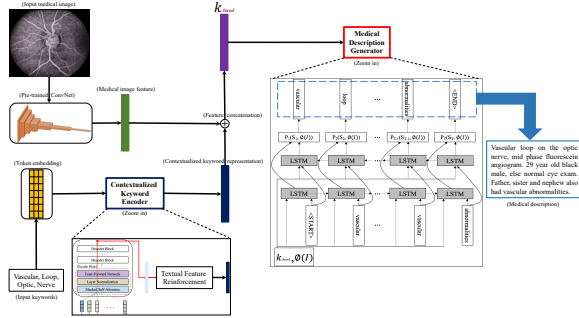 (Input medical image)
k fused
Medical
Description
Generator
(Zoom in)
(Pre-trained ConvNet)
(Medical image feature)
(Feature concatenation)
(Token embedding)
(Contextualized keyword representation)
Contextualized
Keyword
Encoder
(Zoom in)
Vascular, Loop,
Optic, Nerve
(Input keywords)
Decoder Block
Decoder Block
Feed Forward Network
Layer Normalization
Masked Self-Attention
Textual Feature
Reinforcement
vascular
loop
...
abnormalities
<END>
LSTM
LSTM
LSTM
LSTM
...
LSTM
LSTM
LSTM
LSTM
<START>
vascular
...
vascular
abnormalities
Vascular loop on the optic
nerve, mid phase fluorescein
angiogram. 29 year old black
male, else normal eye exam.
Father, sister and nephew also
had vascular abnormalities.
(Medical description)